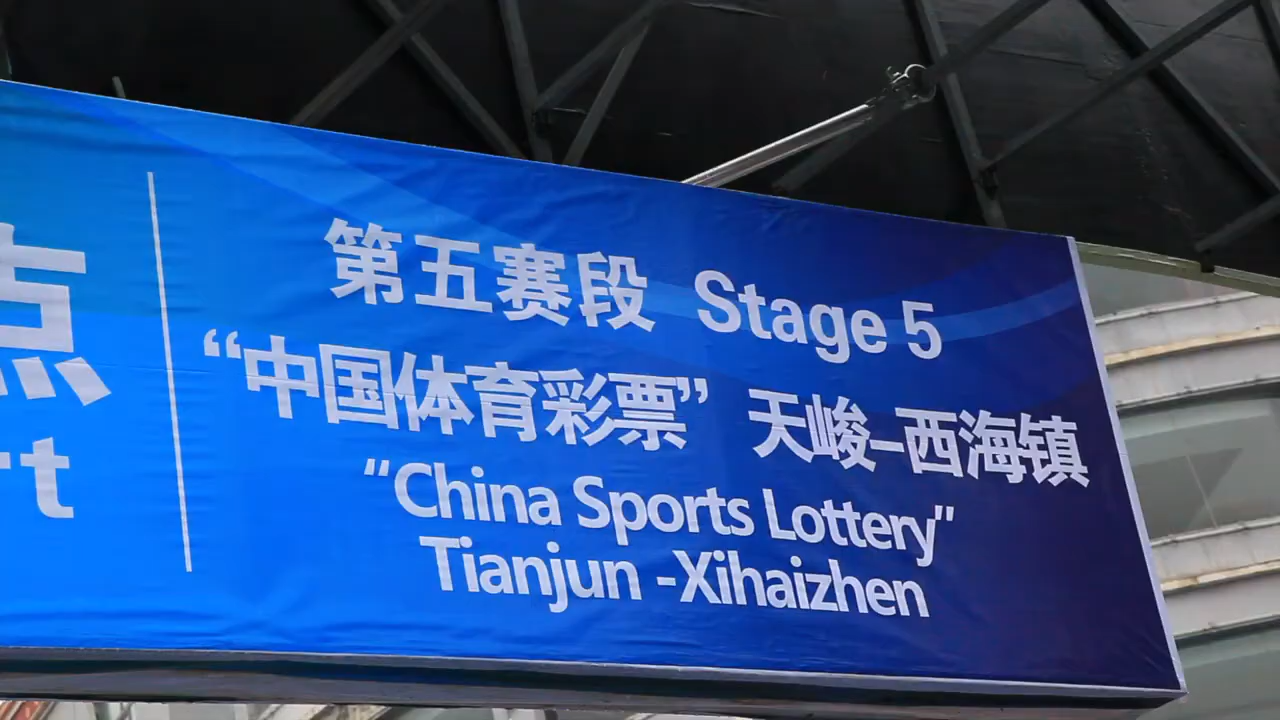 点
rt
第五赛段 Stage 5
“中国体育彩票” 天峻-西海镇
"China Sports Lottery"
Tianjun -Xihaizhen